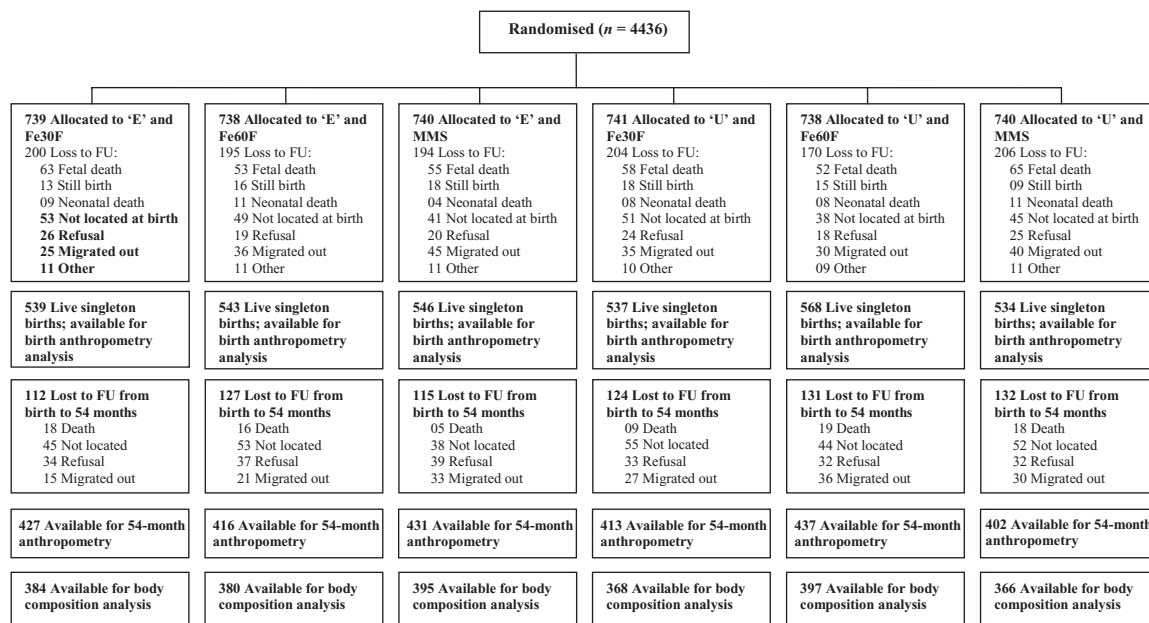 Randomised (n = 4436)
739 Allocated to ‘E’ and
Fe30F
200 Loss to FU:
63 Fetal death
13 Still birth
09 Neonatal death
53 Not located at birth
26 Refusal
25 Migrated out
11 Other
738 Allocated to ‘E’ and
Fe60F
195 Loss to FU:
53 Fetal death
16 Still birth
11 Neonatal death
49 Not located at birth
19 Refusal
36 Migrated out
11 Other
740 Allocated to ‘E’ and
MMS
194 Loss to FU:
55 Fetal death
18 Still birth
04 Neonatal death
41 Not located at birth
20 Refusal
45 Migrated out
11 Other
741 Allocated to ‘U’ and
Fe30F
204 Loss to FU:
58 Fetal death
18 Still birth
08 Neonatal death
51 Not located at birth
24 Refusal
35 Migrated out
10 Other
738 Allocated to ‘U’ and
Fe60F
170 Loss to FU:
52 Fetal death
15 Still birth
08 Neonatal death
38 Not located at birth
18 Refusal
30 Migrated out
09 Other
740 Allocated to ‘U’ and
MMS
206 Loss to FU:
65 Fetal death
09 Still birth
11 Neonatal death
45 Not located at birth
25 Refusal
40 Migrated out
11 Other
539 Live singleton
births; available for
birth anthropometry
analysis
543 Live singleton
births; available for
birth anthropometry
analysis
546 Live singleton
births; available for
birth anthropometry
analysis
537 Live singleton
births; available for
birth anthropometry
analysis
568 Live singleton
births; available for
birth anthropometry
analysis
534 Live singleton
births; available for
birth anthropometry
analysis
112 Lost to FU from
birth to 54 months
18 Death
45 Not located
34 Refusal
15 Migrated out
127 Lost to FU from
birth to 54 months
16 Death
53 Not located
37 Refusal
21 Migrated out
115 Lost to FU from
birth to 54 months
05 Death
38 Not located
39 Refusal
33 Migrated out
124 Lost to FU from
birth to 54 months
09 Death
55 Not located
33 Refusal
27 Migrated out
131 Lost to FU from
birth to 54 months
19 Death
44 Not located
32 Refusal
36 Migrated out
132 Lost to FU from
birth to 54 months
18 Death
52 Not located
32 Refusal
30 Migrated out
427 Available for 54-month
anthropometry
416 Available for 54-month
anthropometry
431 Available for 54-month
anthropometry
413 Available for 54-month
anthropometry
437 Available for 54-month
anthropometry
402 Available for 54-month
anthropometry
384 Available for body
composition analysis
380 Available for body
composition analysis
395 Available for body
composition analysis
368 Available for body
composition analysis
397 Available for body
composition analysis
366 Available for body
composition analysis